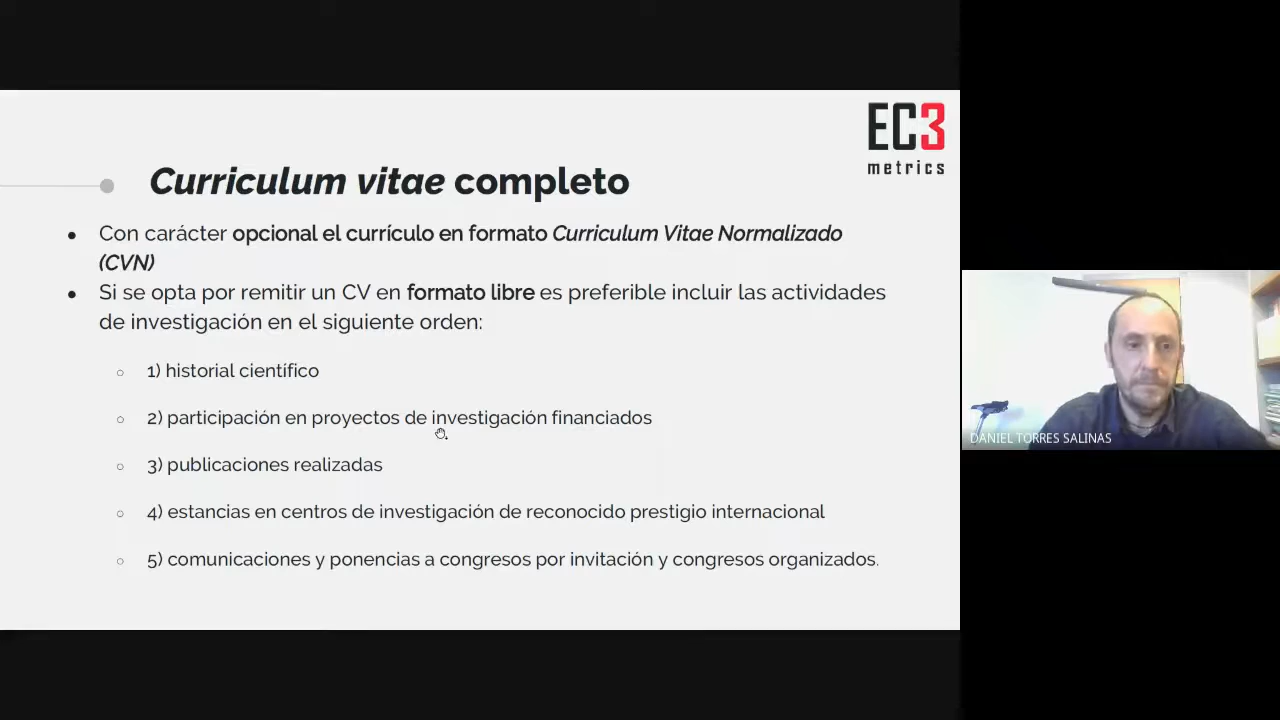 EC3
metrics
Curriculum vitae completo
● Con carácter opcional el currículo en formato Curriculum Vitae Normalizado
(CVN)
● Si se opta por remitir un CV en formato libre es preferible incluir las actividades
de investigación en el siguiente orden:
○ 1) historial científico
○ 2) participación en proyectos de investigación financiados
○ 3) publicaciones realizadas
○ 4) estancias en centros de investigación de reconocido prestigio internacional
○ 5) comunicaciones y ponencias a congresos por invitación y congresos organizados.
DANIEL TORRES SALINAS